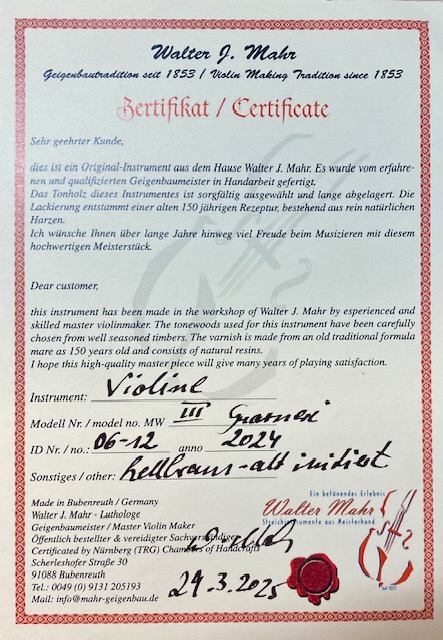 Walter J. Mahr
Geigenbautradition seit 1853 / Violin Making Tradition since 1853
Zertifikat / Certificate
Sehr geehrter Kunde,
dies ist ein Original-Instrument aus dem Hause Walter J. Mahr. Es wurde vom erfahre-
nen und qualifizierten Geigenbaumeister in Handarbeit gefertigt.
Das Tonholz dieses Instrumentes ist sorgfältig ausgewählt und lange abgelagert. Die
Lackierung entstammt einer alten 150 jährigen Rezeptur, bestehend aus rein natürlichen
Harzen.
Ich wünsche Ihnen über lange Jahre hinweg viel Freude beim Musizieren mit diesem
hochwertigen Meisterstück.
Dear customer,
this instrument has been made in the workshop of Walter J. Mahr by experienced and
skilled master violinmaker. The tonewoods used for this instrument have been carefully
chosen from well seasoned timbers. The varnish is made from an old traditional formula
mare as 150 years old and consists of natural resins.
I hope this high-quality master piece will give many years of playing satisfaction.
Instrument: Violine
Modell Nr. / model no. MW III Guarneri
ID Nr. / no.: 06-12 anno 2024
Sonstiges / other: hellbraun-alt imitiert
Made in Bubenreuth / Germany
Walter J. Mahr - Luthologe
Geigenbaumeister / Master Violin Maker
Öffentlich bestellter & vereidigter Sachverständiger
Certificated by Nürnberg (TRG) Chambers of Handcrafts
Scherleshofer Straße 30
91088 Bubenreuth
Tel.: 0049 (0) 9131 205193
Mail: info@mahr-geigenbau.de
29.3.2025
Ein betönendes Erlebnis
Walter Mahr
Streichinstrumente aus Meisterhand
seit 1853